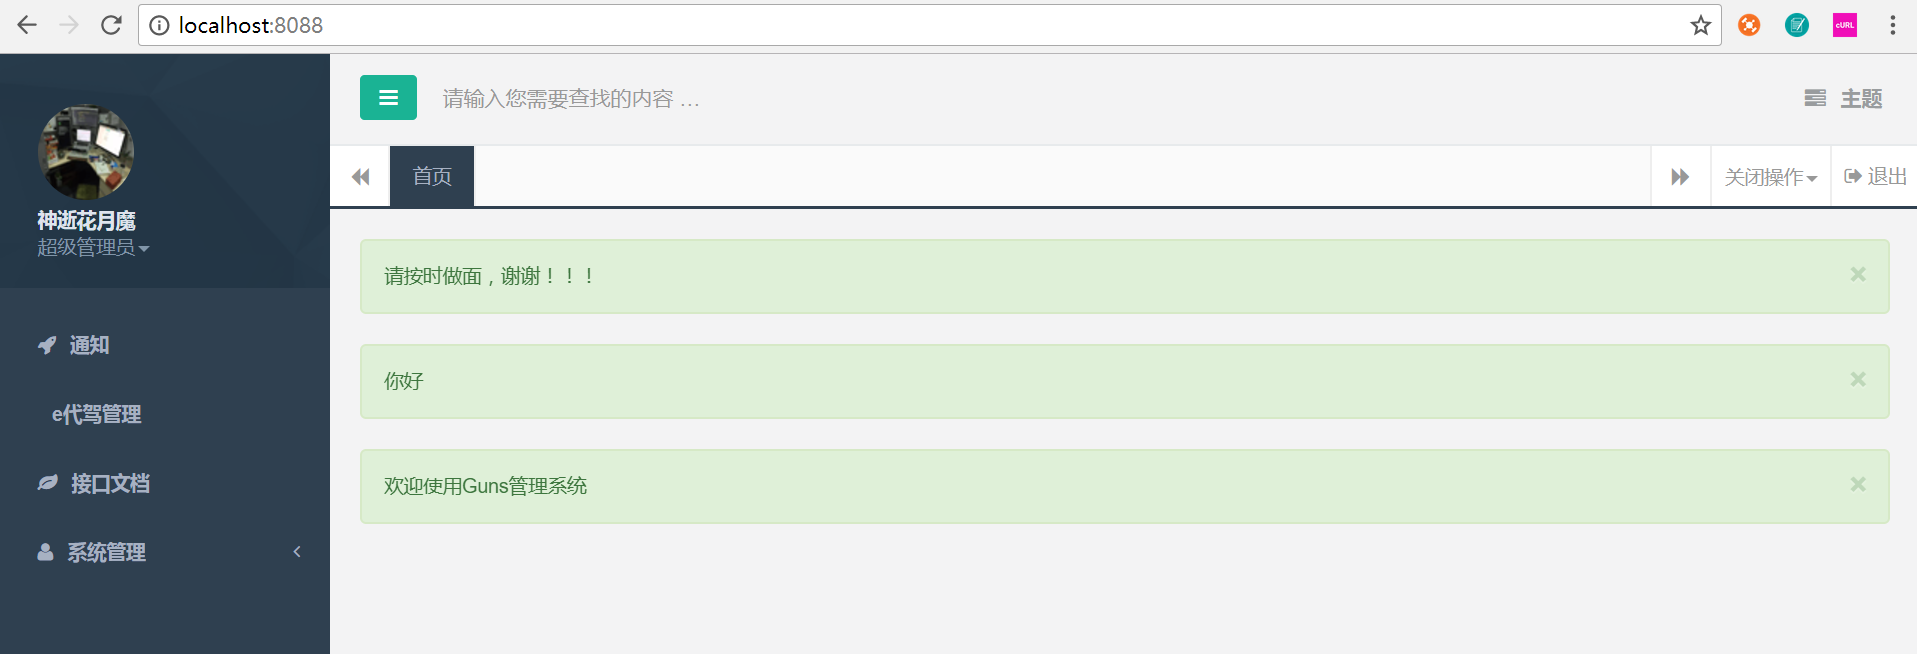 localhost:8088
cURL
神逝花月魔
超级管理员
通知
e代驾管理
接口文档
系统管理
请输入您需要查找的内容 …
主题
首页
关闭操作
退出
请按时做面，谢谢！！！
你好
欢迎使用Guns管理系统